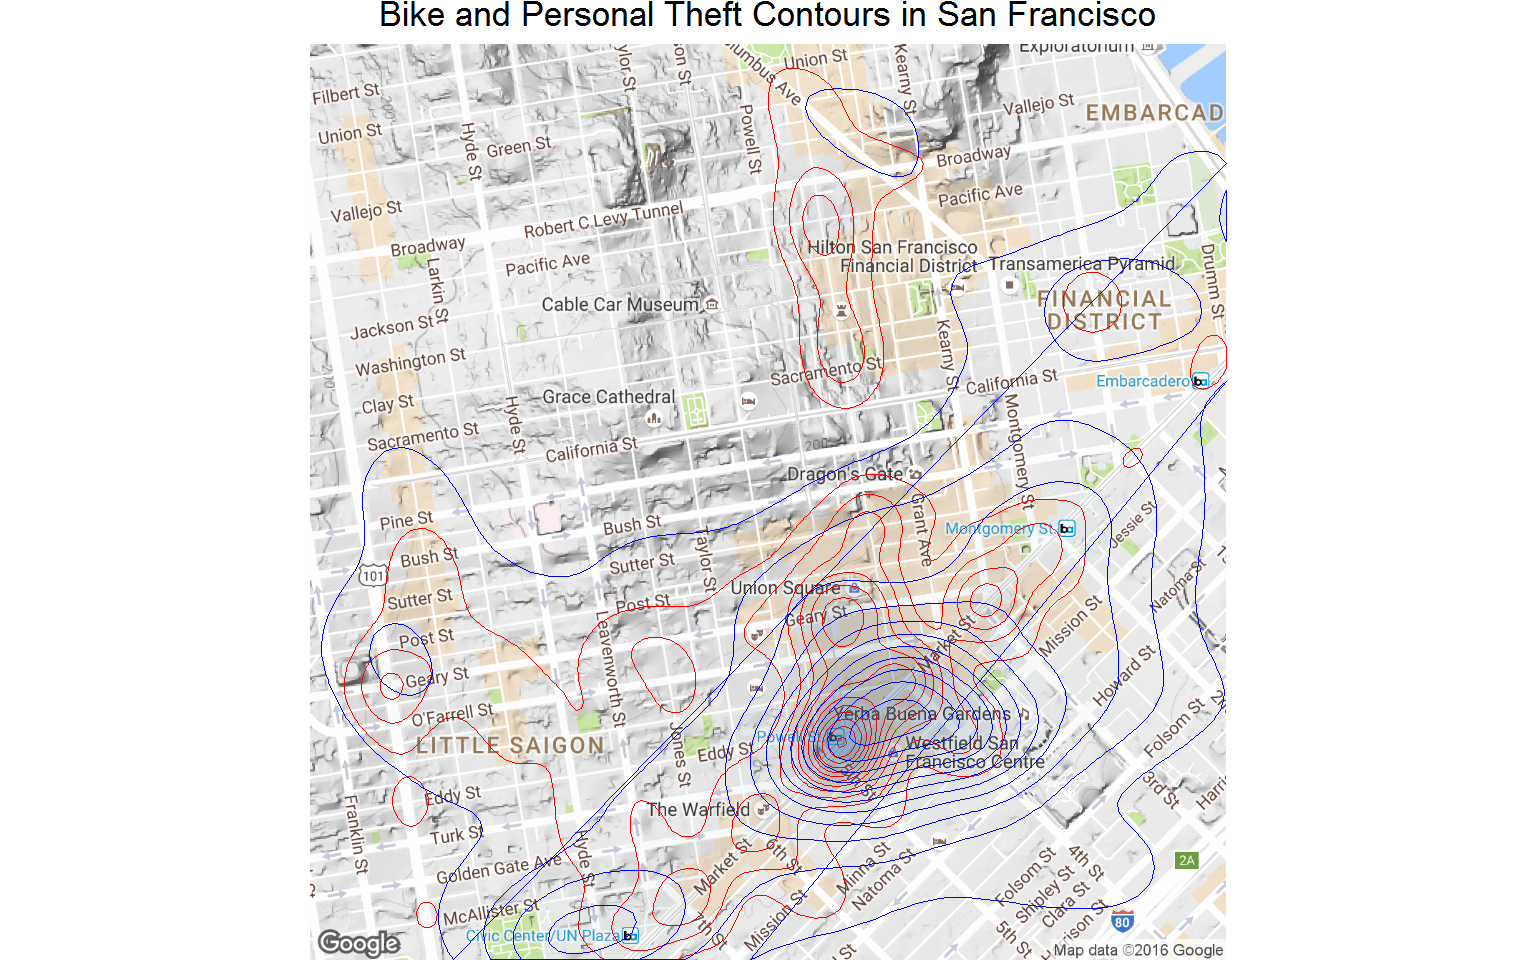 Bike and Personal Theft Contours in San Francisco
Exploratorium
Union St
Kearny St
Filbert St
Powell St
Vallejo St
EMBARCAD
Union St
Hyde St
Green St
Broadway
Pacific Ave
Vallejo St
Robert C Levy Tunnel
Broadway
Hilton San Francisco
Financial District
Pacific Ave
Transamerica Pyramid
Drumm St
Larkin St
FINANCIAL
DISTRICT
Cable Car Museum
Jackson St
Kearny St
Washington St
Sacramento St
California St
Embarcadero
Grace Cathedral
Clay St
Hyde St
Montgomery St
Sacramento St
California St
200
Dragon's Gate
Pine St
Bush St
Grant Ave
Montgomery St
Jessie St
Bush St
Taylor St
Sutter St
101
Union Square
Natoma St
Sutter St
Post St
Geary St
Leavenworth St
Mission St
Post St
Market St
Geary St
Howard St
O'Farrell St
Yerba Buena Gardens
Folsom St
LITTLE SAIGON
Jones St
Eddy St
Westfield San
Francisco Centre
3rd St
Eddy St
The Warfield
Franklin St
Turk St
Hyde St
Golden Gate Ave
Market St
6th St
Minna St
Natoma St
Folsom St
4th St
2A
Shipley St
Clara St
McAllister St
Mission St
7th St
5th St
80
Civic Center/UN Plaza
Google
Map data ©2016 Google